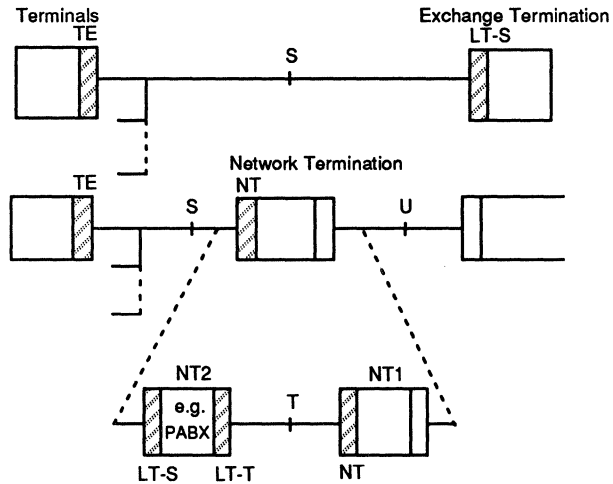 Terminals
Exchange Termination
TE
LT-S
S
Network Termination
TE
NT
S
U
NT2
NT1
e.g.
PABX
T
LT-S
LT-T
NT